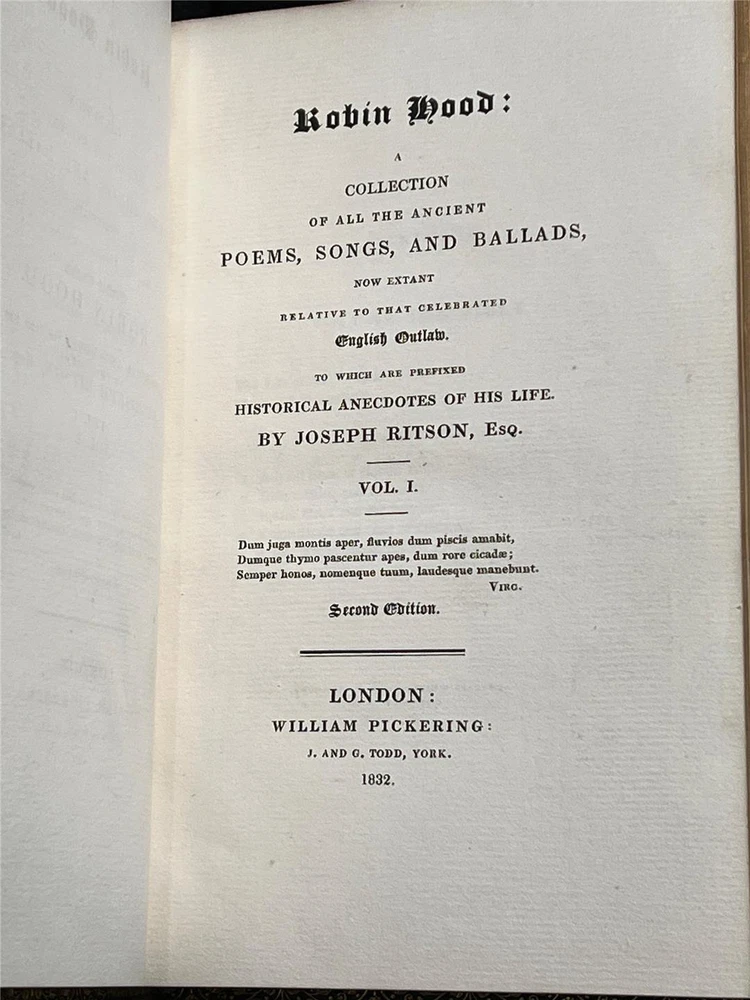 Robin Hood:
A
COLLECTION
OF ALL THE ANCIENT
POEMS, SONGS, AND BALLADS,
NOW EXTANT
RELATIVE TO THAT CELEBRATED
English Outlaw.
TO WHICH ARE PREFIXED
HISTORICAL ANECDOTES OF HIS LIFE.
BY JOSEPH RITSON, Esq.
VOL. I.
Dum juga montis aper, fluvios dum piscis amabit,
Dumque thymo pascentur apes, dum rore cicadæ;
Semper honos, nomenque tuum, laudesque manebunt.
Virg.
Second Edition.
LONDON:
WILLIAM PICKERING:
J. AND G. TODD, YORK.
1832.